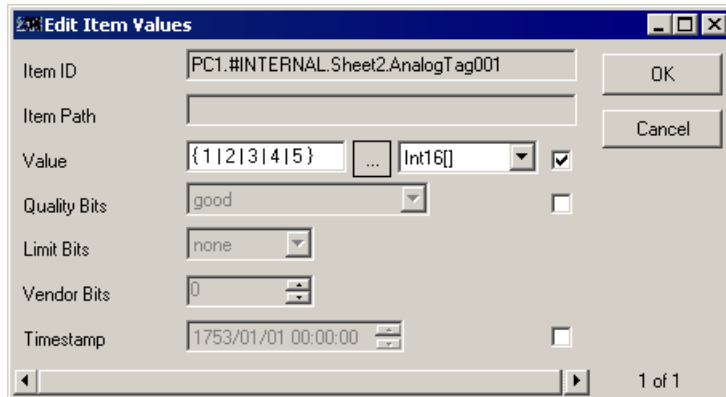 Edit Item Values
Item ID PC1.#INTERNAL.Sheet2.AnalogTag001 OK
Item Path
Cancel
Value {1|2|3|4|5} ... Int16[]
Quality Bits good
Limit Bits none
Vendor Bits 0
Timestamp 1753/01/01 00:00:00
1 of 1